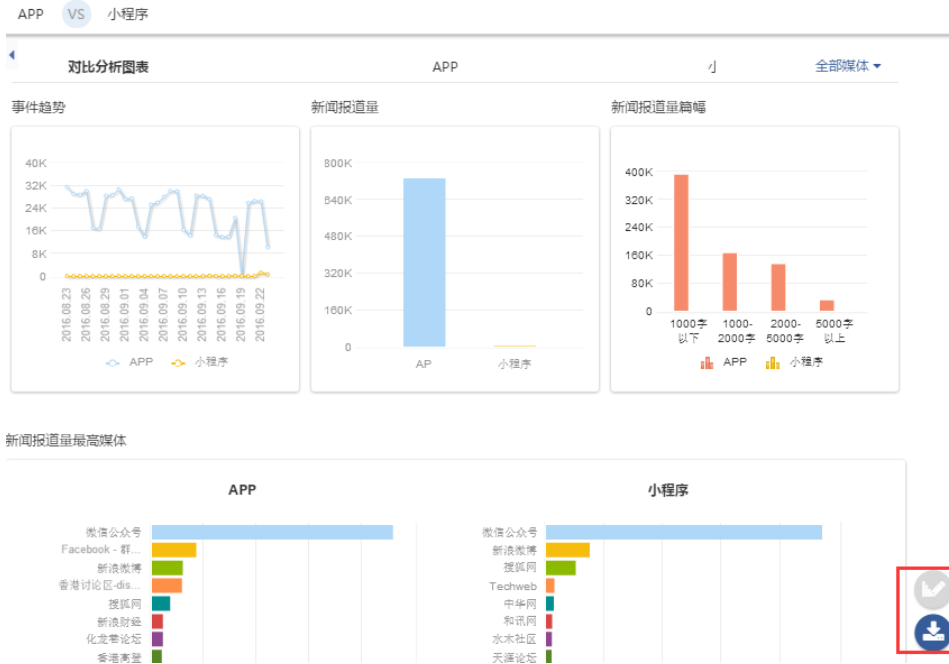 APP VS 小程序
对比分析图表 APP 全部媒体
事件趋势 新闻报道量 新闻报道量篇幅
40K
32K
24K
16K
8K
0
2016.08.23
2016.08.26
2016.08.29
2016.09.01
2016.09.04
2016.09.07
2016.09.10
2016.09.13
2016.09.16
2016.09.19
2016.09.22
APP 小程序
800K
640K
480K
320K
160K
0
AP 小程序
400K
320K
240K
160K
80K
0
1000字以下
1000-2000字
2000-5000字
5000字以上
APP 小程序
新闻报道量最高媒体
APP
微信公众号
Facebook - 群...
新浪微博
香港讨论区-dis...
搜狐网
新浪财经
化龙巷论坛
香港高登
小程序
微信公众号
新浪微博
搜狐网
Techweb
中华网
和讯网
水木社区
天涯论坛